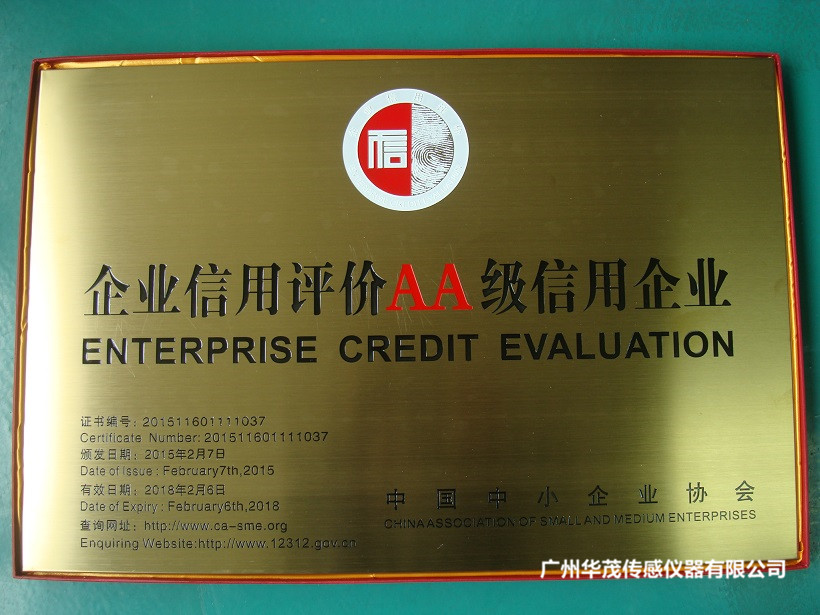 信
企业信用评价AA级信用企业
ENTERPRISE CREDIT EVALUATION
证书编号: 201511601111037
Certificate Number: 201511601111037
颁发日期: 2015年2月7日
Date of Issue: February7th,2015
有效日期: 2018年2月6日
Date of Expiry: February6th,2018
查询网址: http://www.ca-sme.org
Enquiring Website:http://www.12312.gov.cn
中国中小企业协会
CHINA ASSOCIATION OF SMALL AND MEDIUM ENTERPRISES
广州华茂传感仪器有限公司